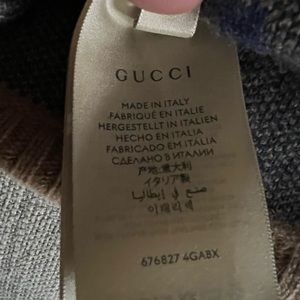 GUCCI
MADE IN ITALY
FABRIQUÉ EN ITALIE
HERGESTELLT IN ITALIEN
HECHO EN ITALIA
FABRICADO EM ITÁLIA
СДЕЛАНО В ИТАЛИИ
产地:意大利
イタリア製
صنع في إيطاليا
이태리제
676827 4GABX